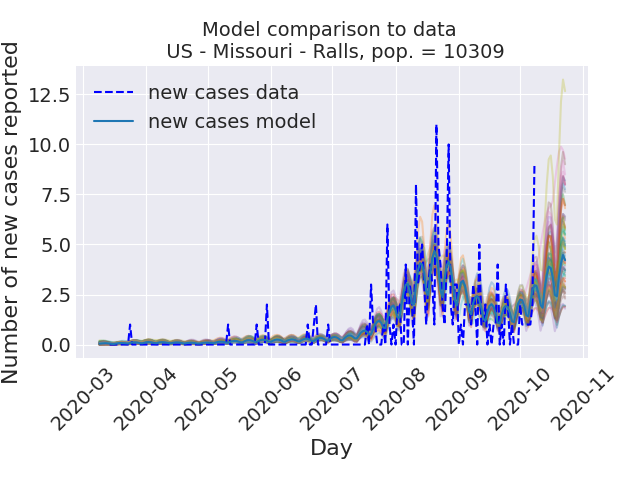 Model comparison to data
US - Missouri - Ralls, pop. = 10309
Number of new cases reported
12.5
10.0
7.5
5.0
2.5
0.0
new cases data
new cases model
2020-03
2020-04
2020-05
2020-06
2020-07
2020-08
2020-09
2020-10
2020-11
Day